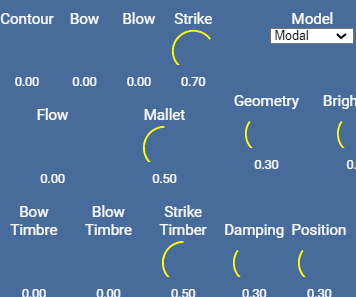 Contour Bow Blow Strike Model
Modal
0.00 0.00 0.00 0.70
Geometry Brigh
Flow Mallet
0.30 0.
0.00 0.50
Bow Blow Strike
Timbre Timbre Timber Damping Position
0.00 0.00 0.50 0.30 0.30